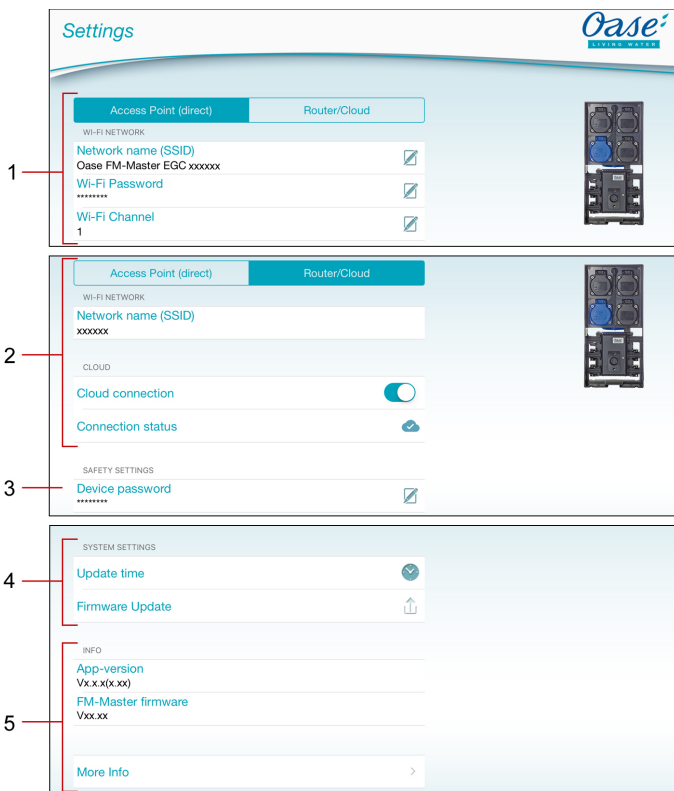 Settings
Oase
LIVING WATER
1
Access Point (direct) Router/Cloud
WI-FI NETWORK
Network name (SSID)
Oase FM-Master EGC xxxxxx
Wi-Fi Password
********
Wi-Fi Channel
1
2
Access Point (direct) Router/Cloud
WI-FI NETWORK
Network name (SSID)
xxxxxx
CLOUD
Cloud connection
Connection status
3
SAFETY SETTINGS
Device password
********
4
SYSTEM SETTINGS
Update time
Firmware Update
5
INFO
App-version
Vx.x.x(x.xx)
FM-Master firmware
Vxx.xx
More Info